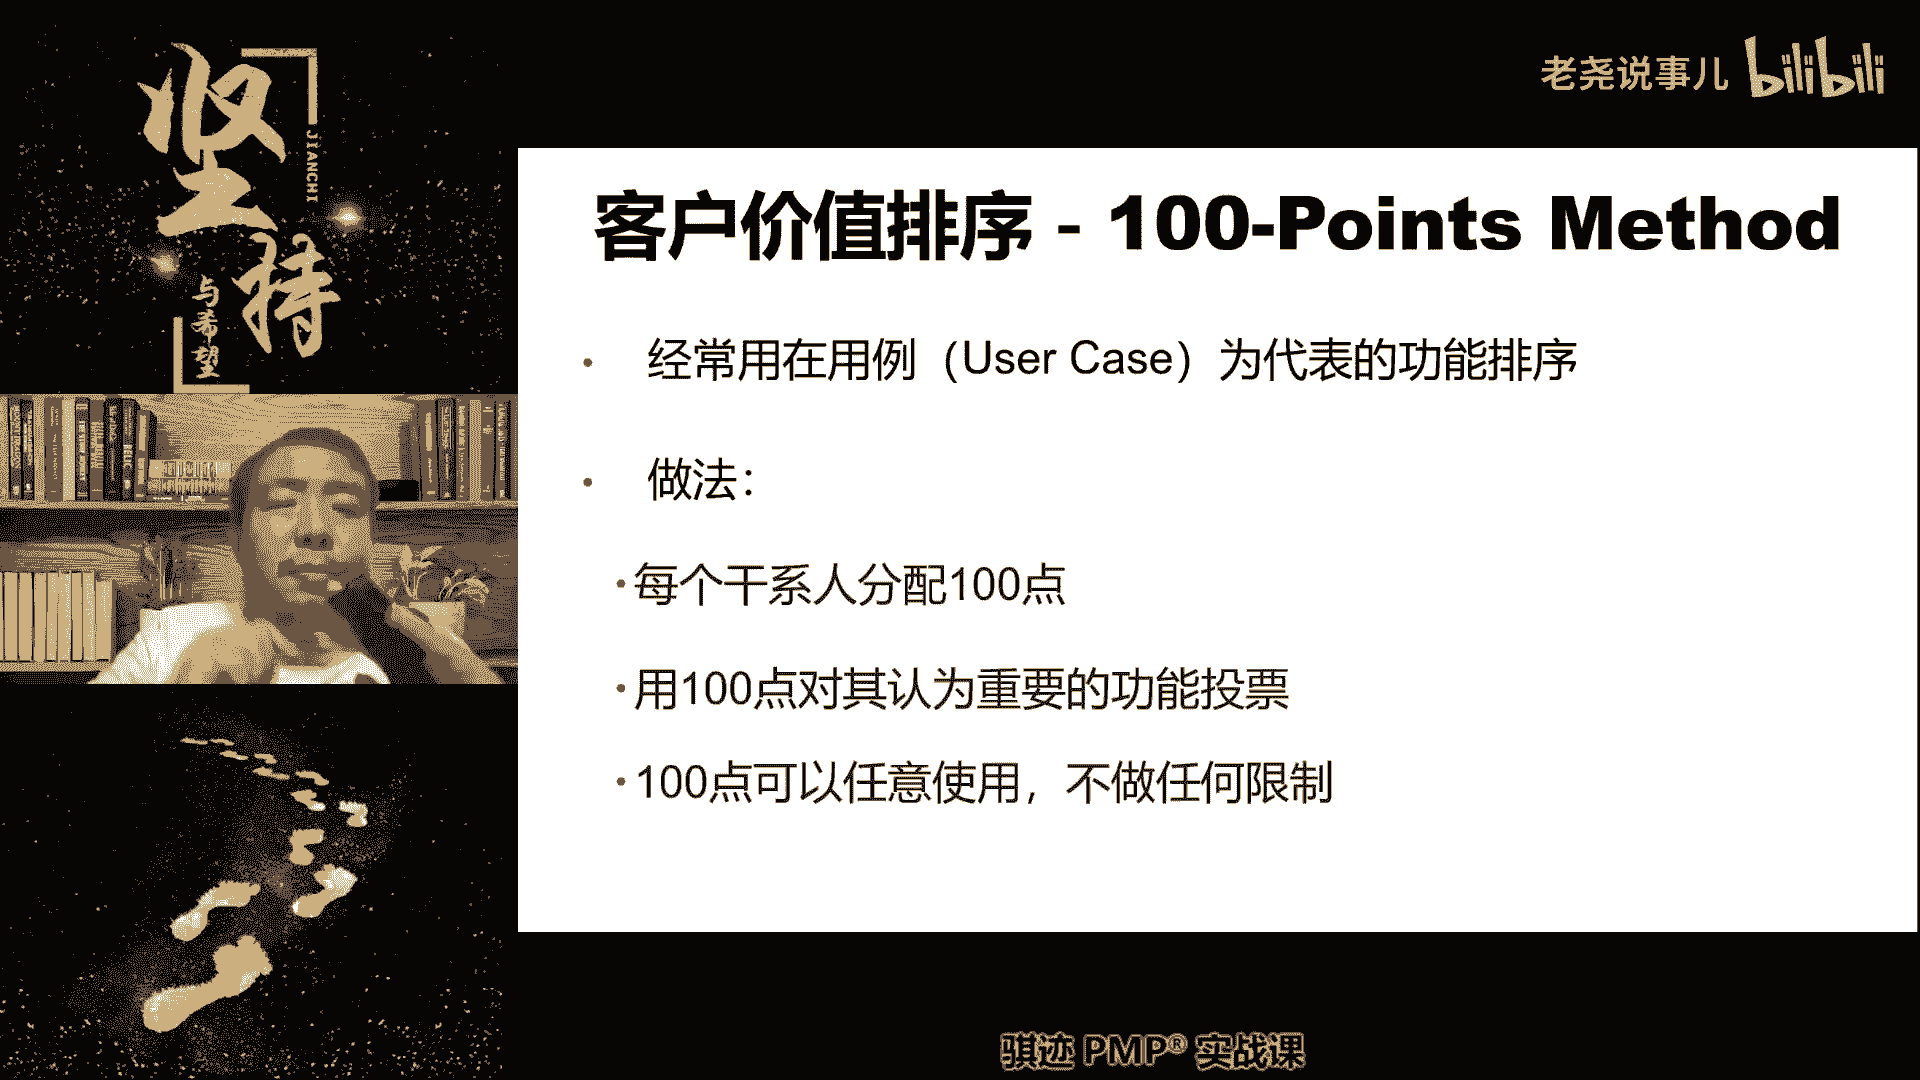 坚持
JIANCHI
与希望
老尧说事儿 bilibili
客户价值排序 - 100-Points Method
• 经常用在用例（User Case）为代表的功能排序
• 做法：
• 每个干系人分配100点
• 用100点对其认为重要的功能投票
• 100点可以任意使用，不做任何限制
骐迹 PMP® 实战课